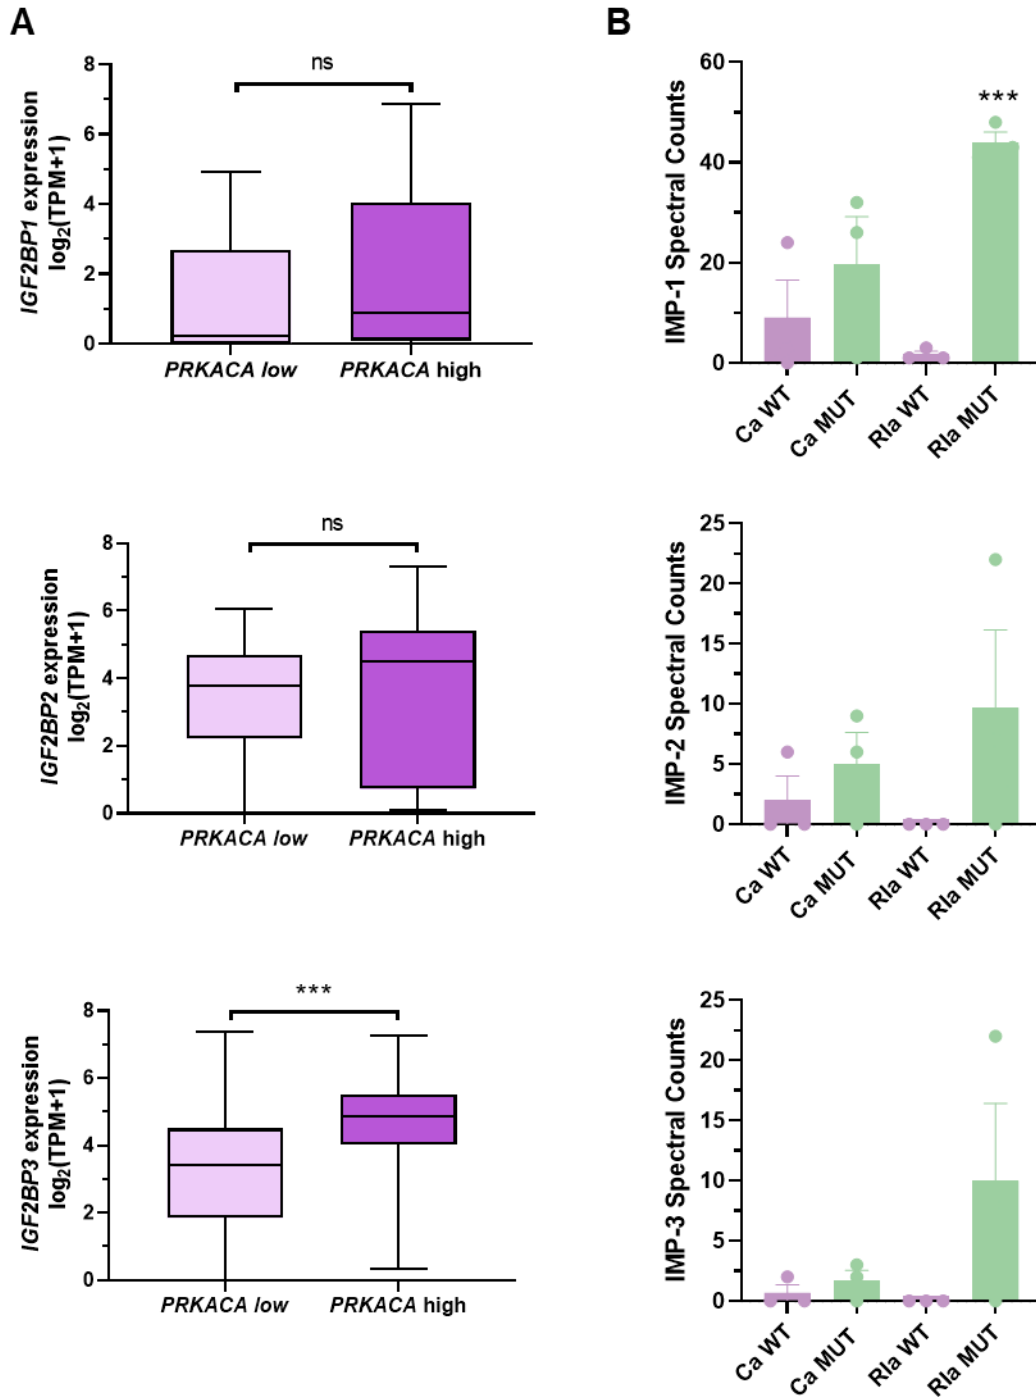 A
IGF2BP1 expression
log₂(TPM+1)
8
6
4
2
0
ns
PRKACA low
PRKACA high
IGF2BP2 expression
log₂(TPM+1)
8
6
4
2
0
ns
PRKACA low
PRKACA high
IGF2BP3 expression
log₂(TPM+1)
8
6
4
2
0
***
PRKACA low
PRKACA high
B
IMP-1 Spectral Counts
60
40
20
0
***
Ca WT
Ca MUT
RIa WT
RIa MUT
IMP-2 Spectral Counts
25
20
15
10
5
0
Ca WT
Ca MUT
RIa WT
RIa MUT
IMP-3 Spectral Counts
25
20
15
10
5
0
Ca WT
Ca MUT
RIa WT
RIa MUT